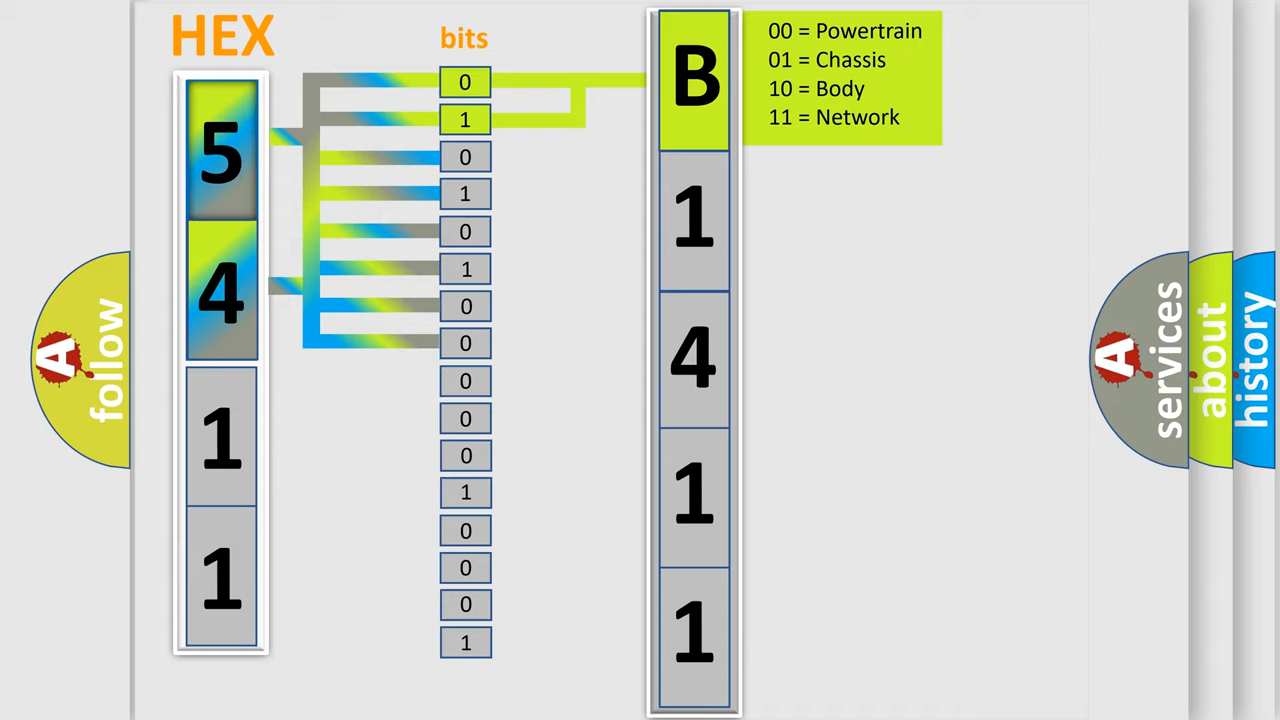 HEX
bits
5
4
1
1
0
1
0
1
0
1
0
0
0
0
0
1
0
0
0
1
B
1
4
1
1
00 = Powertrain
01 = Chassis
10 = Body
11 = Network
A
follow
A
services
about
history